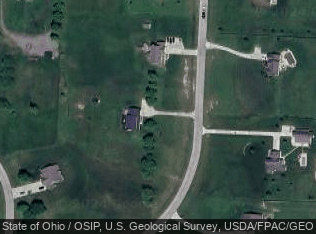 State of Ohio / OSIP, U.S. Geological Survey, USDA/FPAC/GEO